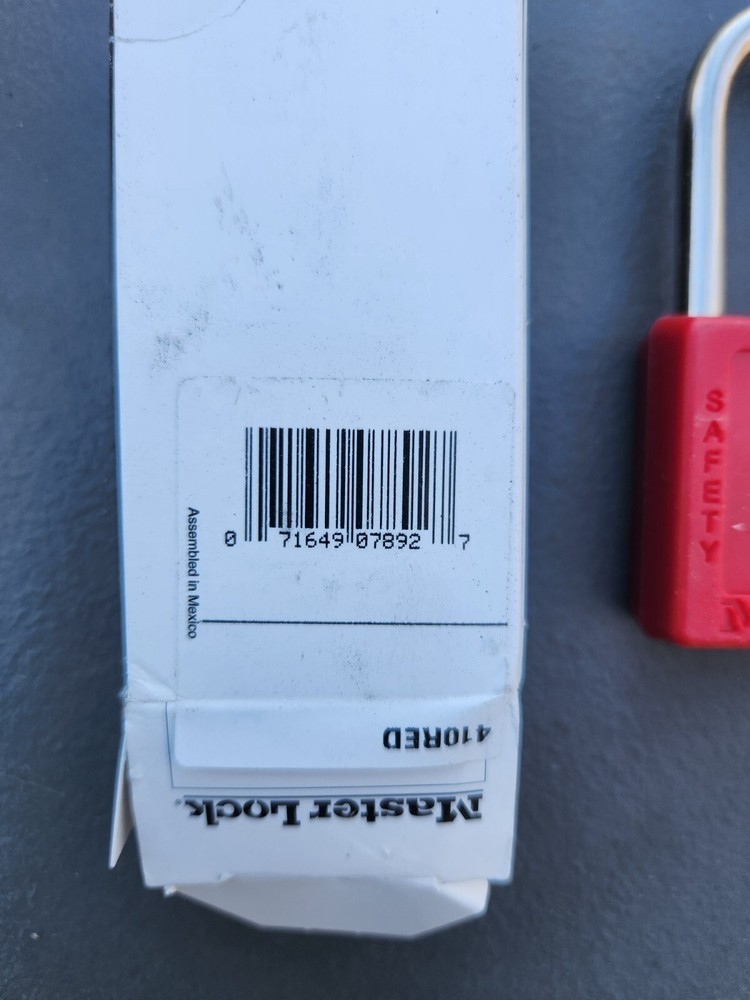 0 71649 07892 7
Assembled in Mexico
410RED
Master Lock
SAFETY
M